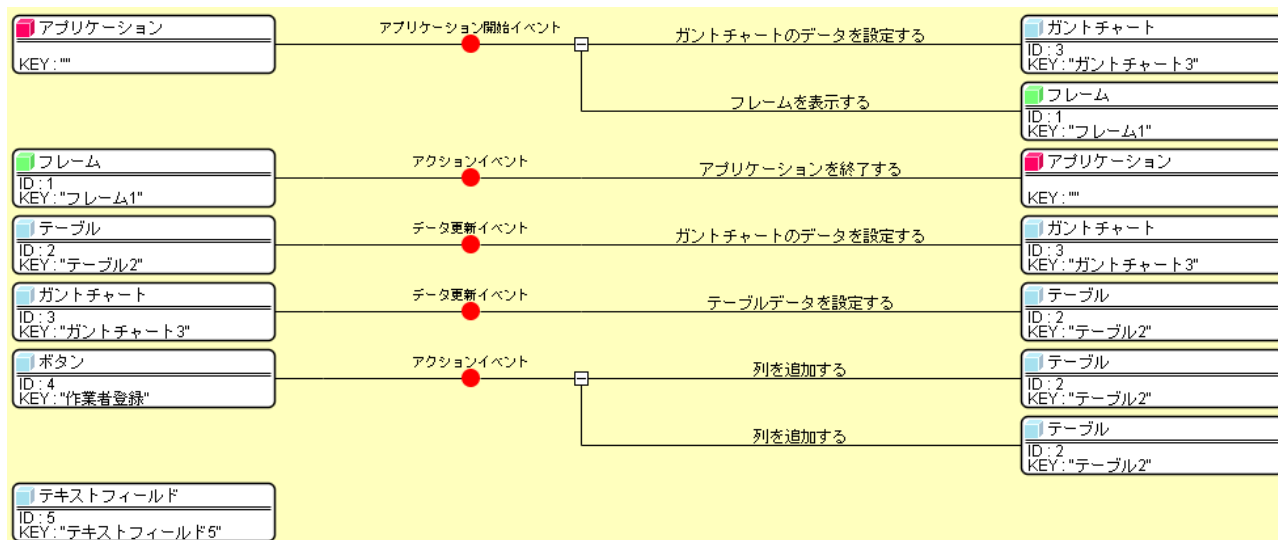 アプリケーション
KEY:""
アプリケーション開始イベント
ガントチャートのデータを設定する
ガントチャート
ID:3
KEY:"ガントチャート3"
フレームを表示する
フレーム
ID:1
KEY:"フレーム1"
フレーム
ID:1
KEY:"フレーム1"
アクションイベント
アプリケーションを終了する
アプリケーション
KEY:""
テーブル
ID:2
KEY:"テーブル2"
データ更新イベント
ガントチャートのデータを設定する
ガントチャート
ID:3
KEY:"ガントチャート3"
ガントチャート
ID:3
KEY:"ガントチャート3"
データ更新イベント
テーブルデータを設定する
テーブル
ID:2
KEY:"テーブル2"
ボタン
ID:4
KEY:"作業者登録"
アクションイベント
列を追加する
テーブル
ID:2
KEY:"テーブル2"
列を追加する
テーブル
ID:2
KEY:"テーブル2"
テキストフィールド
ID:5
KEY:"テキストフィールド5"